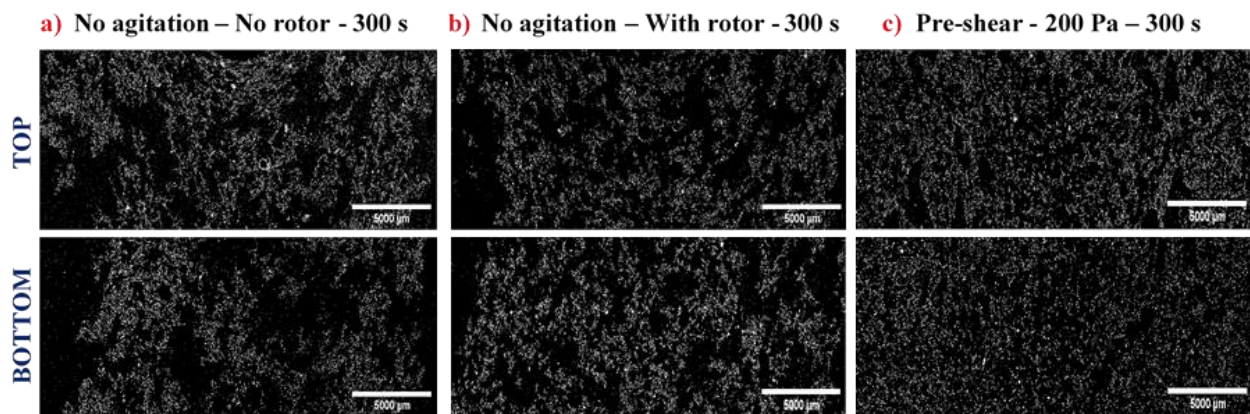 a) No agitation – No rotor - 300 s
b) No agitation – With rotor - 300 s
c) Pre-shear - 200 Pa – 300 s
TOP
5000 µm
5000 µm
5000 µm
BOTTOM
5000 µm
5000 µm
5000 µm